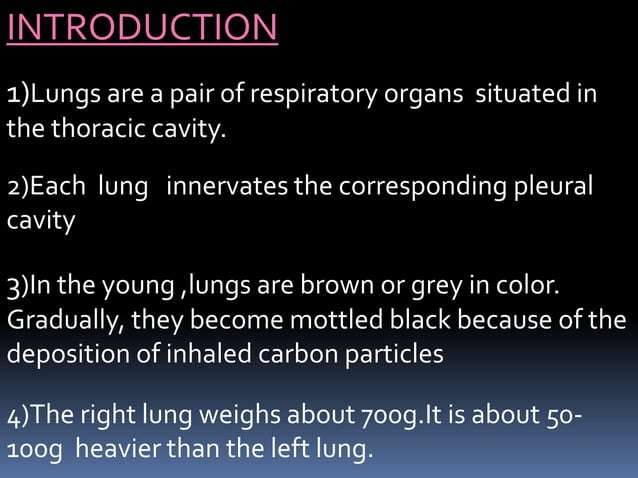 INTRODUCTION
1)Lungs are a pair of respiratory organs situated in
the thoracic cavity.
2)Each lung innervates the corresponding pleural
cavity
3)In the young ,lungs are brown or grey in color.
Gradually, they become mottled black because of the
deposition of inhaled carbon particles
4)The right lung weighs about 700g.It is about 50-
100g heavier than the left lung.